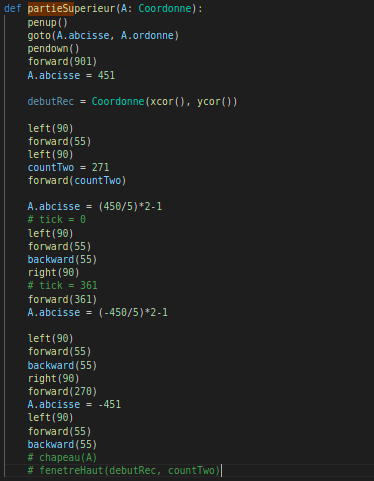 def partieSuperieur(A: Coordonne):
penup()
goto(A.abcisse, A.ordonne)
pendown()
forward(901)
A.abcisse = 451
debutRec = Coordonne(xcor(), ycor())
left(90)
forward(55)
left(90)
countTwo = 271
forward(countTwo)
A.abcisse = (450/5)*2-1
# tick = 0
left(90)
forward(55)
backward(55)
right(90)
# tick = 361
forward(361)
A.abcisse = (-450/5)*2-1
left(90)
forward(55)
backward(55)
right(90)
forward(270)
A.abcisse = -451
left(90)
forward(55)
backward(55)
# chapeau(A)
# fenetreHaut(debutRec, countTwo)